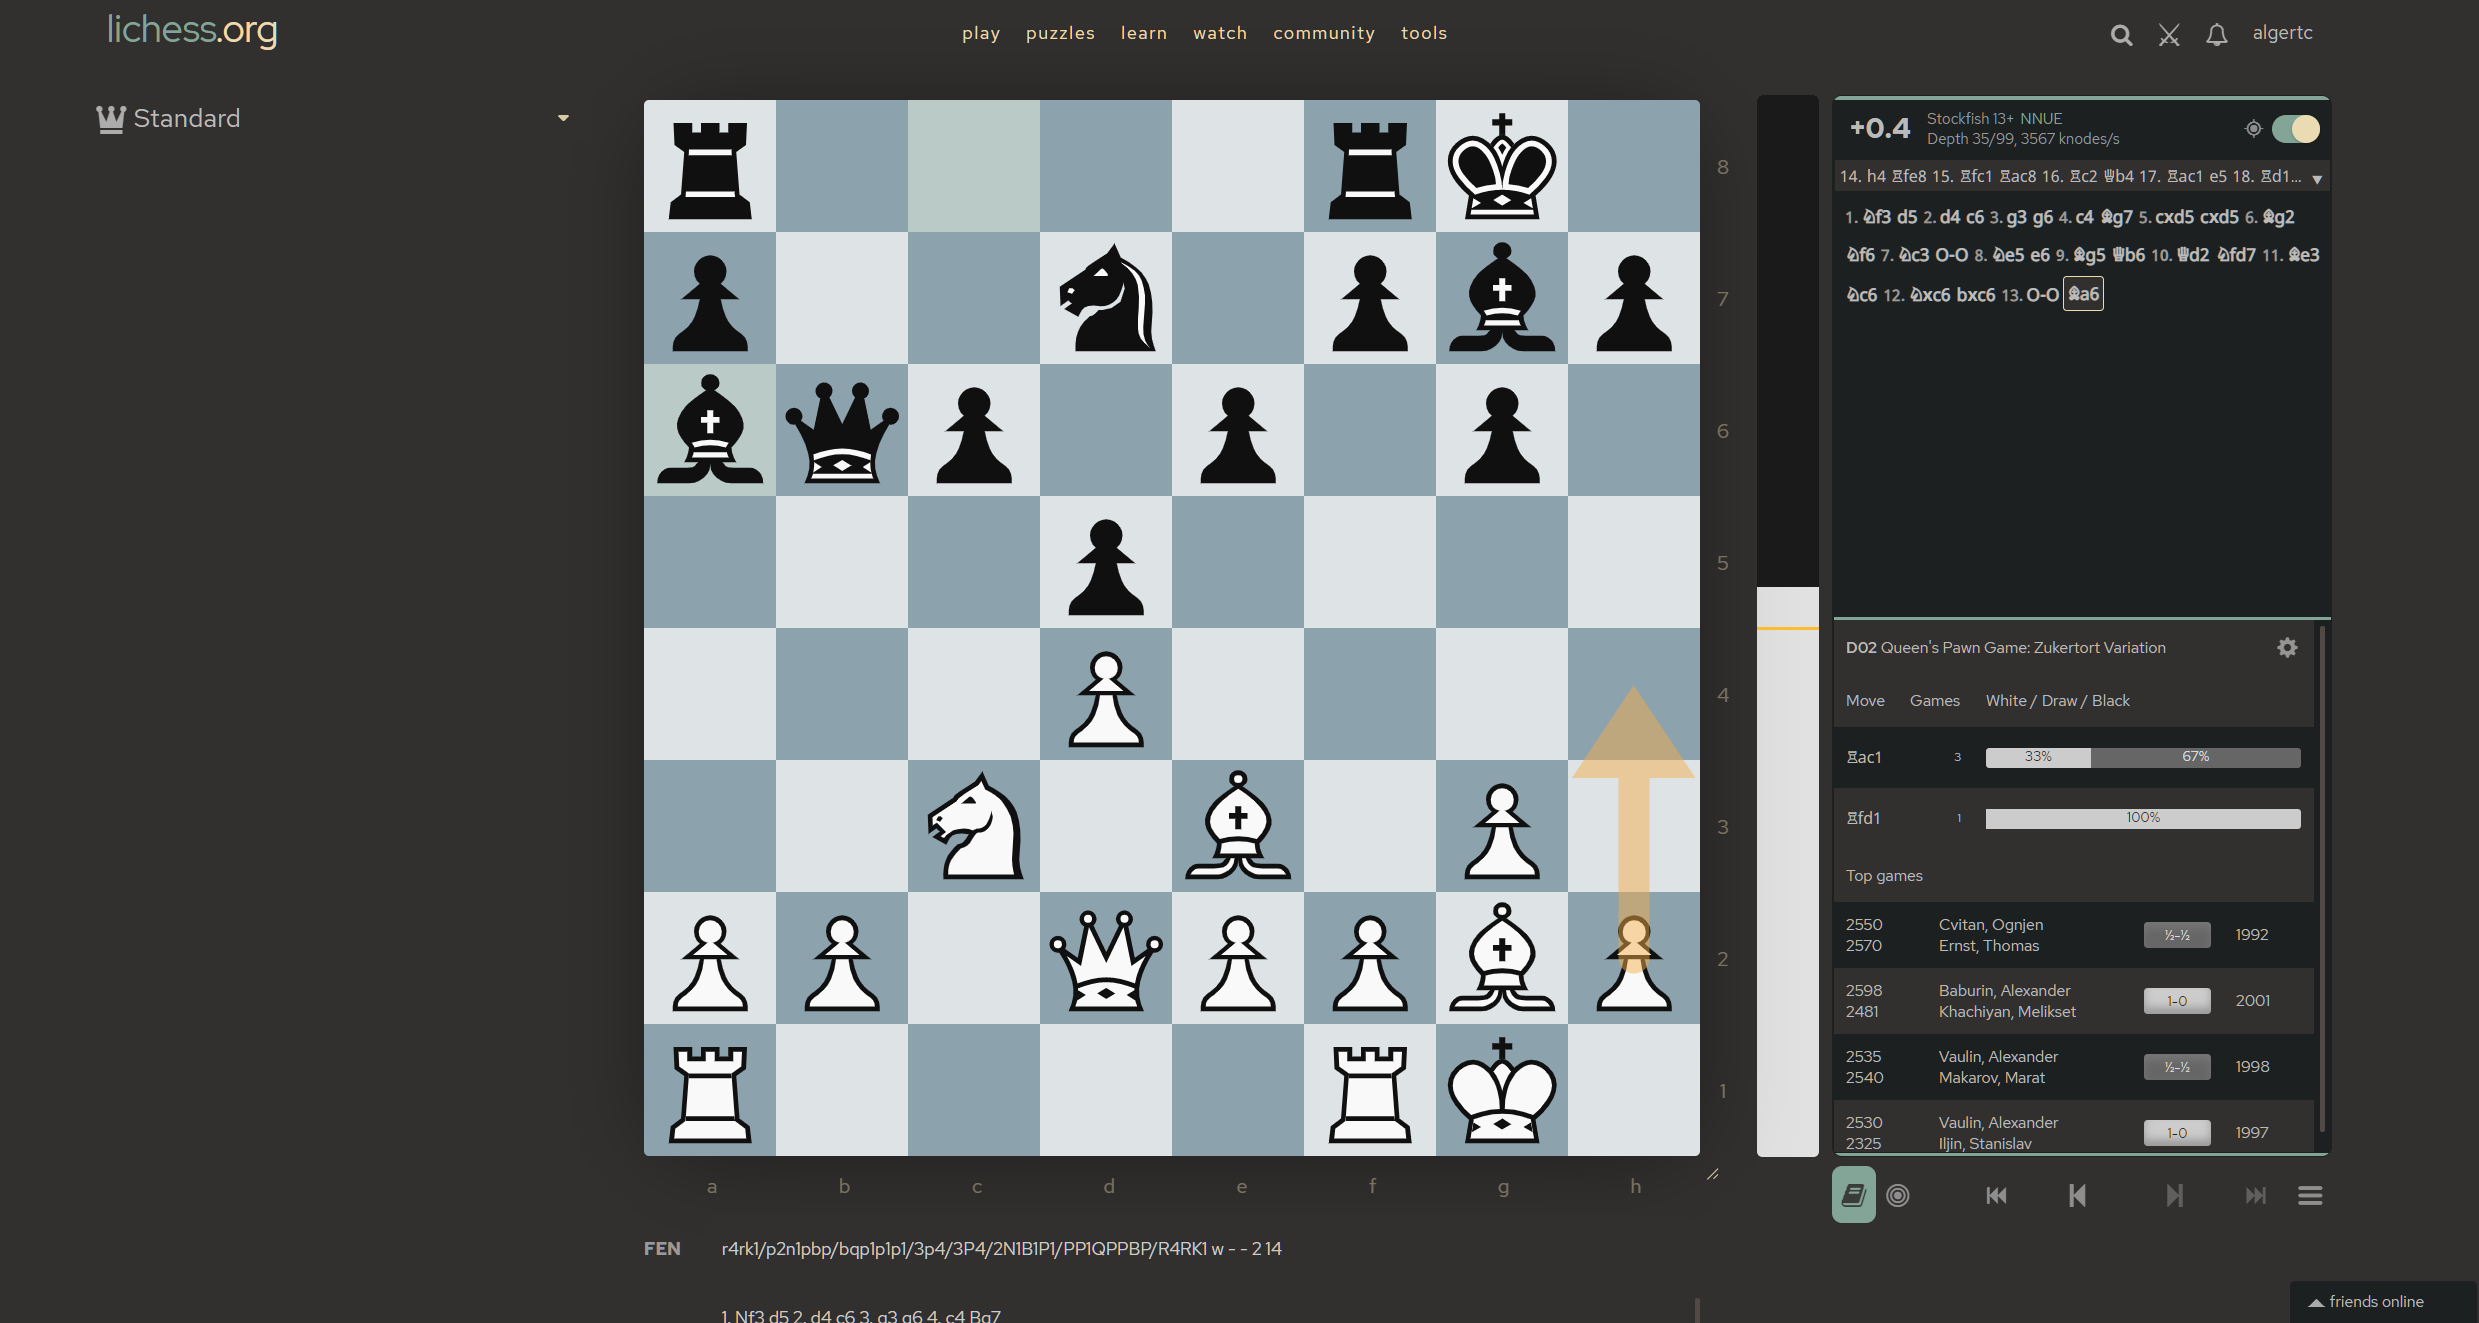 lichess.org
play puzzles learn watch community tools
algertc
Standard
8
7
6
5
4
3
2
1
a b c d e f g h
+0.4
Stockfish 13+ NNUE
Depth 35/99, 3567 knodes/s
14. h4 ♖fe8 15. ♖fc1 ♖ac8 16. ♖c2 ♕b4 17. ♖ac1 e5 18. ♖d1...
1. ♘f3 d5 2. d4 c6 3. g3 g6 4. c4 ♗g7 5. cxd5 cxd5 6. ♗g2
♘f6 7. ♘c3 O-O 8. ♘e5 e6 9. ♗g5 ♕b6 10. ♕d2 ♘fd7 11. ♗e3
♘c6 12. ♘xc6 bxc6 13. O-O ♗a6
D02 Queen's Pawn Game: Zukertort Variation
Move Games White / Draw / Black
♖ac1 3 33% 67%
♖fd1 1 100%
Top games
2550 Cvitan, Ognjen ½-½ 1992
2570 Ernst, Thomas
2598 Baburin, Alexander 1-0 2001
2481 Khachiyan, Melikset
2535 Vaulin, Alexander ½-½ 1998
2540 Makarov, Marat
2530 Vaulin, Alexander 1-0 1997
2325 Iljin, Stanislav
FEN r4rk1/p2n1pbp/bqp1p1p1/3p4/3P4/2N1B1P1/PP1QPPBP/R4RK1 w - - 2 14
1. Nf3 d5 2. d4 c6 3. g3 g6 4. c4 Bg7
friends online